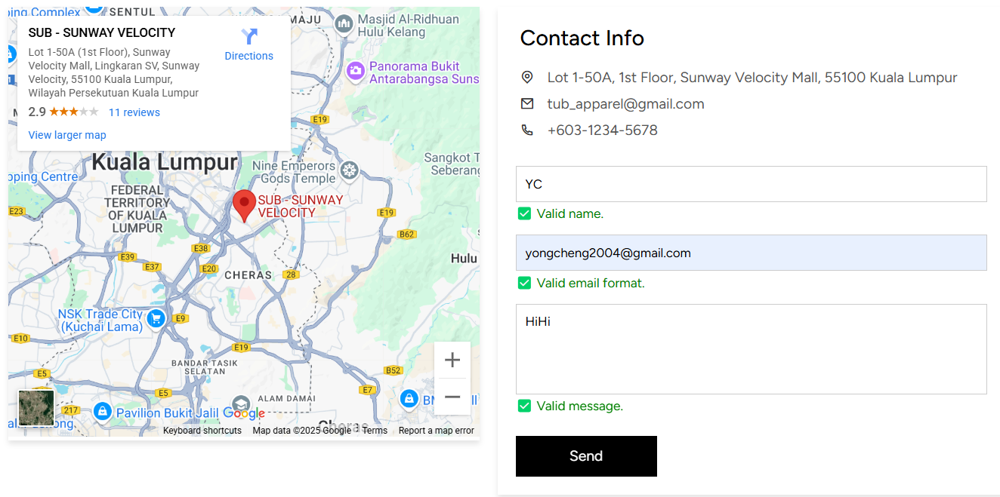 ping Complex
SENTUL
MAJU
SUB - SUNWAY VELOCITY
Lot 1-50A (1st Floor), Sunway
Velocity Mall, Lingkaran SV, Sunway
Velocity, 55100 Kuala Lumpur,
Wilayah Persekutuan Kuala Lumpur
2.9
11 reviews
View larger map
Directions
Masjid Al-Ridhuan
Hulu Kelang
Panorama Bukit
Antarabangsa Suns
E19
Kuala Lumpur
Nine Emperors
Gods Temple
Sangkot T
Seberang
pping Centre
FEDERAL
TERRITORY
OF KUALA
LUMPUR
SUB - SUNWAY
VELOCITY
E23
E19
B62
E38
E39
E37
E20
Hulu
CHERAS
28
NSK Trade City
(Kuchai Lama)
E9
E10
E19
BANDAR TASIK
SELATAN
B52
E5
E5
E7
ALAM DAMAI
217
Pavilion Bukit Jalil
Google
Cheras
Keyboard shortcuts
Map data ©2025 Google
Terms
Report a map error
Contact Info
Lot 1-50A, 1st Floor, Sunway Velocity Mall, 55100 Kuala Lumpur
tub_apparel@gmail.com
+603-1234-5678
YC
Valid name.
yongcheng2004@gmail.com
Valid email format.
HiHi
Valid message.
Send